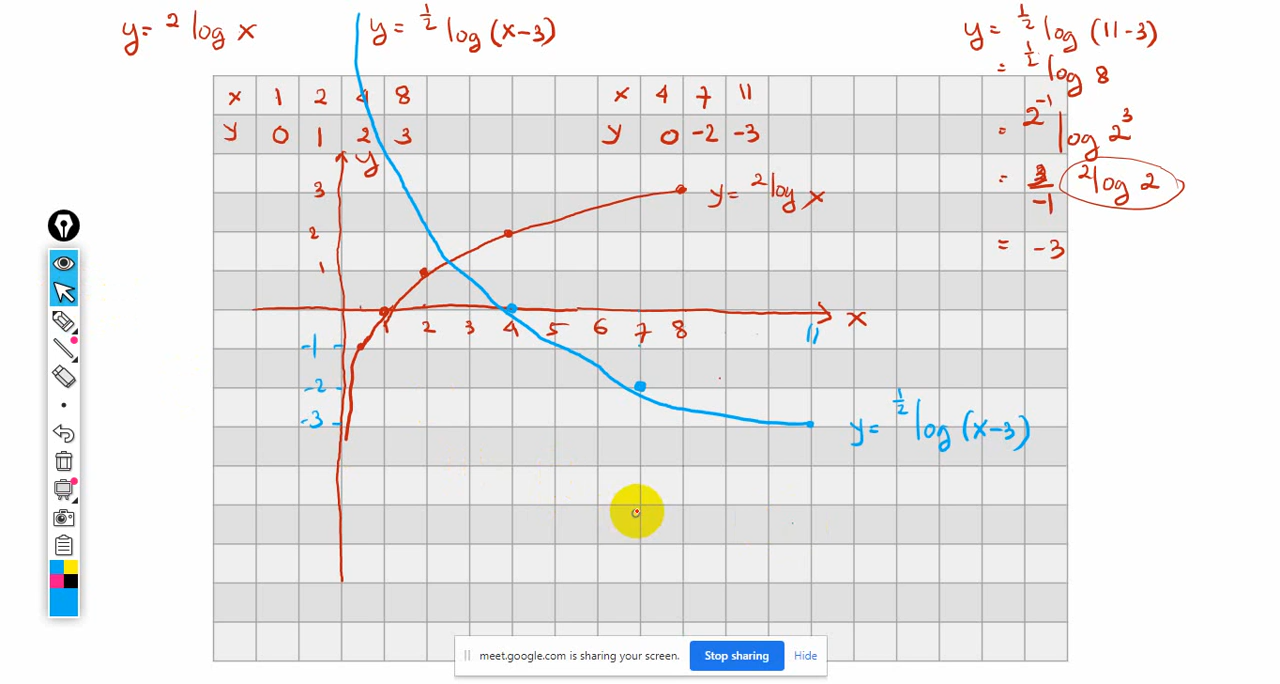 y = ²log x
y = ½log (x-3)
y = ½log (11-3)
= ½log 8
= 2⁻¹log 2³
= 3/-1 ²log 2
= -3
x 1 2 4 8
y 0 1 2 3
x 4 7 11
y 0 -2 -3
y
3
2
1
y = ²log x
1 2 3 4 5 6 7 8 11 x
-1
-2
-3
y = ½log (x-3)
meet.google.com is sharing your screen. Stop sharing Hide